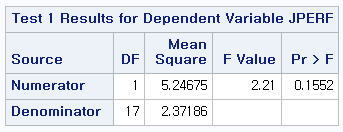 Test 1 Results for Dependent Variable JPERF
Source DF Mean Square F Value Pr > F
Numerator 1 5.24675 2.21 0.1552
Denominator 17 2.37186